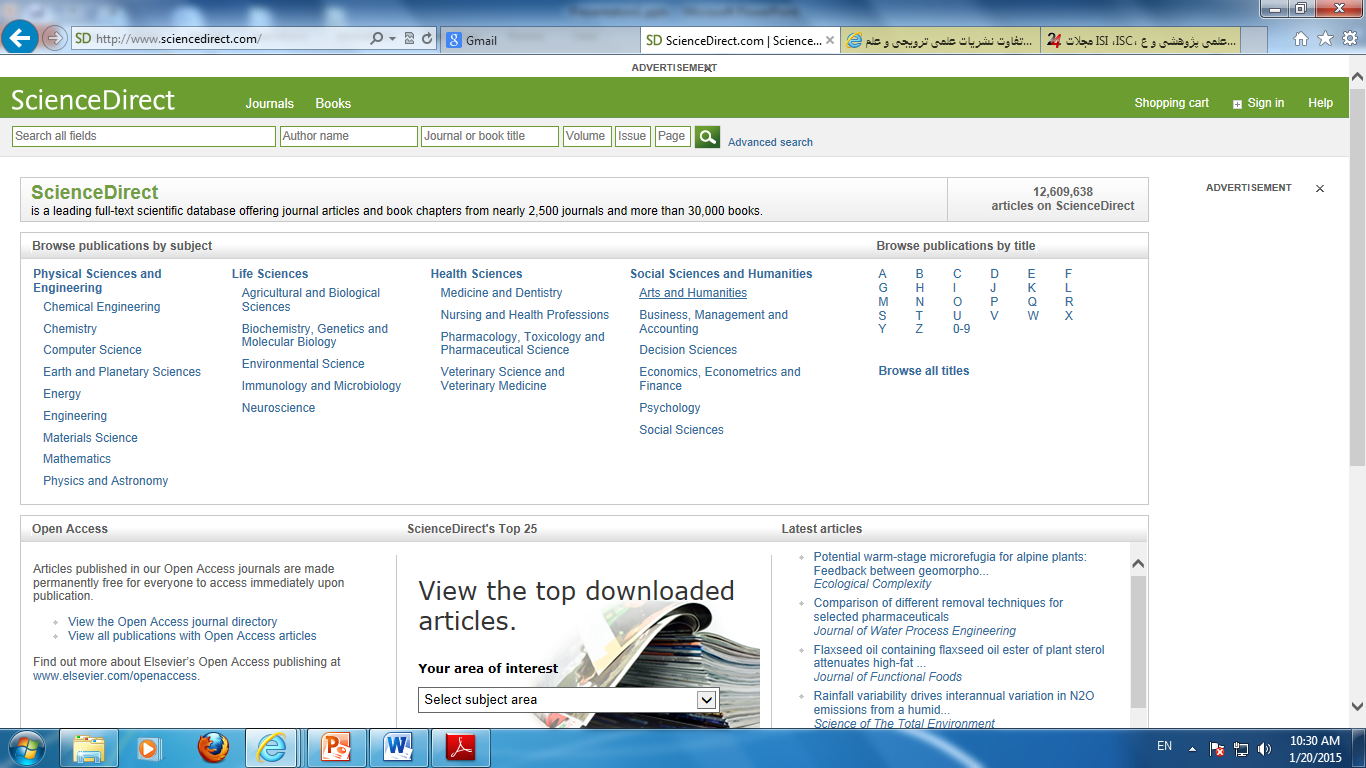 SD http://www.sciencedirect.com/
Gmail
SD ScienceDirect.com | Science...
تفاوت نشریات علمی ترویجی و علم...
24 مجلات ISI ،ISC، علمی پژوهشی و ع...
ADVERTISEMENT
ScienceDirect Journals Books Shopping cart Sign in Help
Search all fields Author name Journal or book title Volume Issue Page Advanced search
ADVERTISEMENT
ScienceDirect
is a leading full-text scientific database offering journal articles and book chapters from nearly 2,500 journals and more than 30,000 books.
12,609,638
articles on ScienceDirect
Browse publications by subject
Physical Sciences and
Engineering
Chemical Engineering
Chemistry
Computer Science
Earth and Planetary Sciences
Energy
Engineering
Materials Science
Mathematics
Physics and Astronomy
Life Sciences
Agricultural and Biological
Sciences
Biochemistry, Genetics and
Molecular Biology
Environmental Science
Immunology and Microbiology
Neuroscience
Health Sciences
Medicine and Dentistry
Nursing and Health Professions
Pharmacology, Toxicology and
Pharmaceutical Science
Veterinary Science and
Veterinary Medicine
Social Sciences and Humanities
Arts and Humanities
Business, Management and
Accounting
Decision Sciences
Economics, Econometrics and
Finance
Psychology
Social Sciences
Browse publications by title
A B C D E F
G H I J K L
M N O P Q R
S T U V W X
Y Z 0-9
Browse all titles
Open Access
Articles published in our Open Access journals are made
permanently free for everyone to access immediately upon
publication.
View the Open Access journal directory
View all publications with Open Access articles
Find out more about Elsevier's Open Access publishing at
www.elsevier.com/openaccess.
ScienceDirect's Top 25
View the top downloaded
articles.
Your area of interest
Select subject area
Latest articles
Potential warm-stage microrefugia for alpine plants:
Feedback between geomorpho...
Ecological Complexity
Comparison of different removal techniques for
selected pharmaceuticals
Journal of Water Process Engineering
Flaxseed oil containing flaxseed oil ester of plant sterol
attenuates high-fat ...
Journal of Functional Foods
Rainfall variability drives interannual variation in N2O
emissions from a humid...
Science of The Total Environment
EN
10:30 AM
1/20/2015